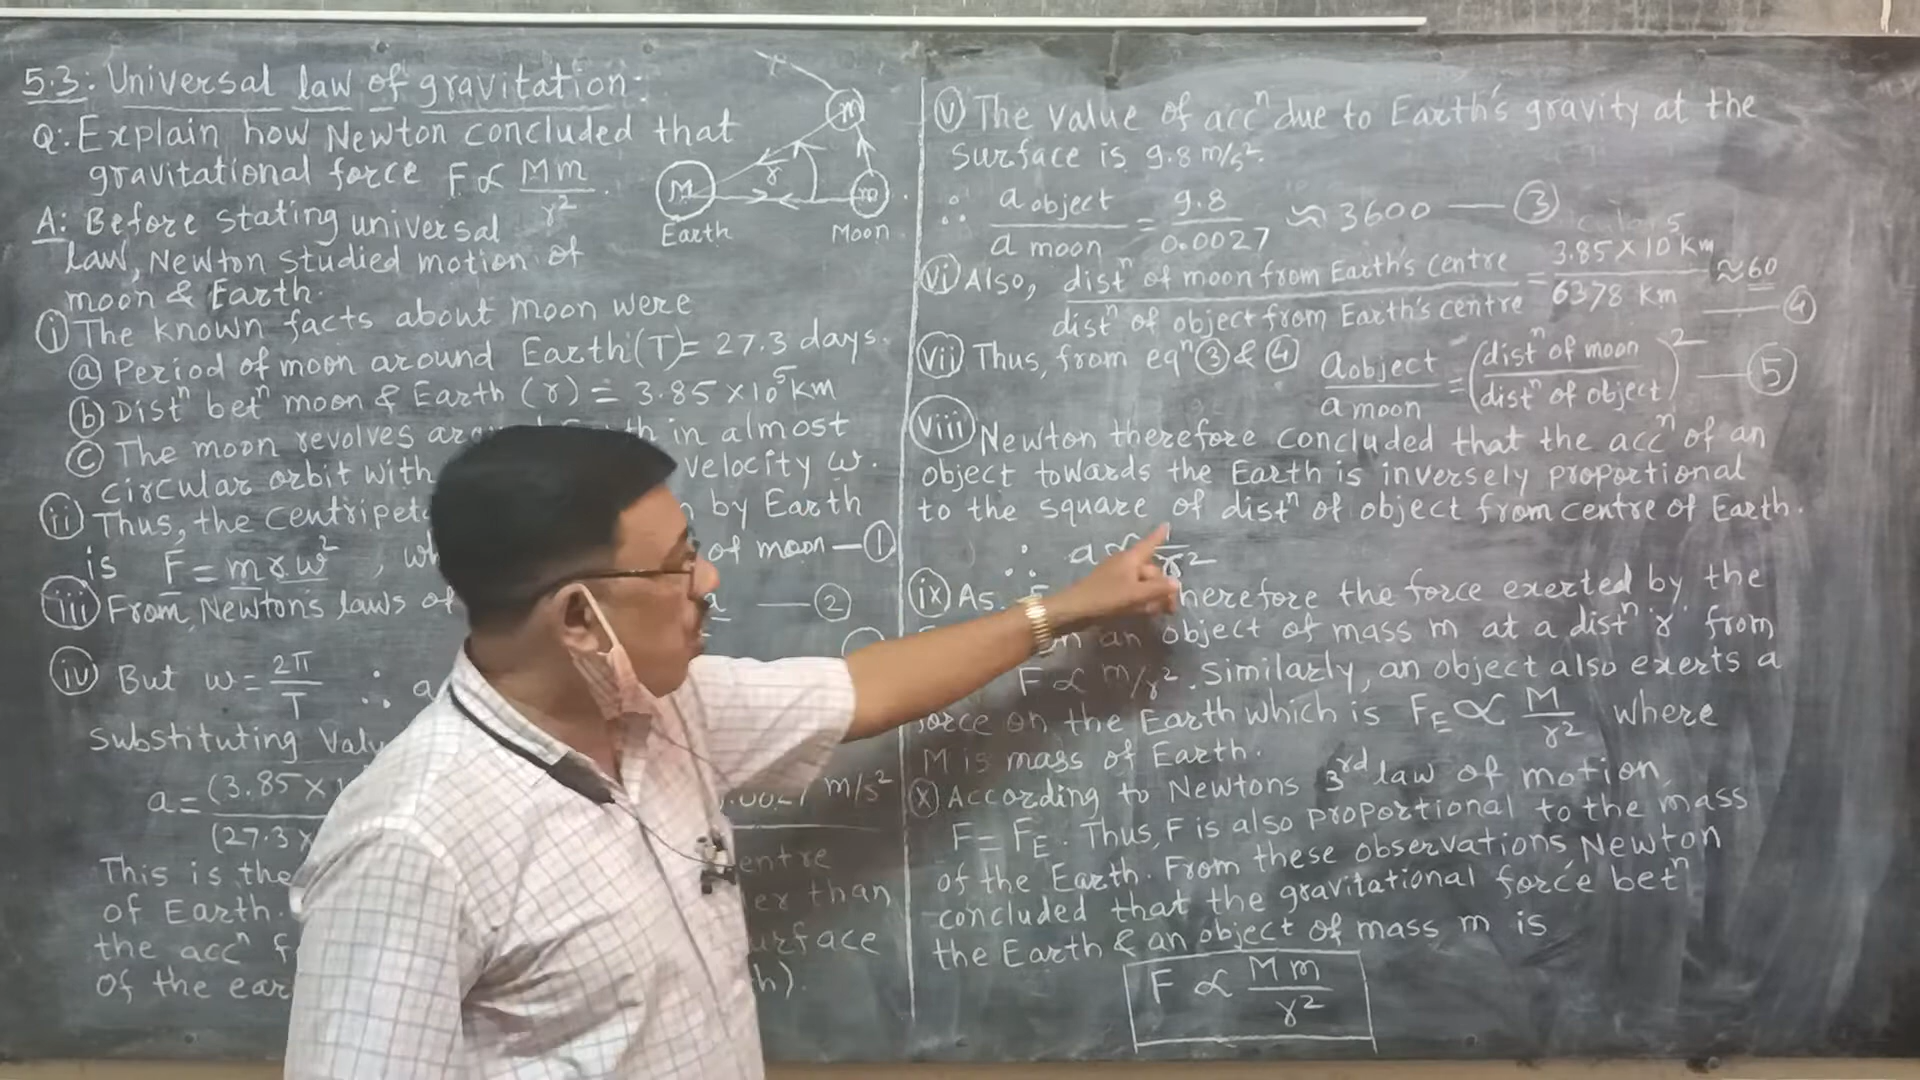 5.3: Universal law of gravitation:
Q: Explain how Newton concluded that
gravitational force F ∝ Mm/r².
A: Before stating universal
law, Newton studied motion of
moon & Earth.
m
M
r
m
Earth
Moon
(i) The known facts about moon were
(a) Period of moon around Earth (T) = 27.3 days.
(b) Distⁿ betⁿ moon & Earth (r) = 3.85 × 10⁵ km
(c) The moon revolves in almost
circular orbit with velocity ω.
(ii) Thus, the by Earth
is F = mrω², of moon — (1)
(iii) From Newton's laws of — (2)
(iv) But ω = 2π/T ∴ a
Substituting
a = (3.85 × m/s²
(27.3 ×
This is the
of Earth. than
the accⁿ
of the
(v) The value of accⁿ due to Earth's gravity at the
surface is 9.8 m/s².
∴ a object / a moon = 9.8 / 0.0027 ≈ 3600 — (3)
(vi) Also, distⁿ of moon from Earth's centre / distⁿ of object from Earth's centre = 3.85 × 10⁵ km / 6378 km ≈ 60 — (4)
(vii) Thus, from eqⁿ (3) & (4) a object / a moon = (distⁿ of moon / distⁿ of object)² — (5)
(viii) Newton therefore concluded that the accⁿ of an
object towards the Earth is inversely proportional
to the square of distⁿ of object from centre of Earth.
∴ a ∝ r²
(ix) As, therefore the force exerted by the
an object of mass m at a distⁿ 'r' from
F ∝ m/r². Similarly, an object also exerts a
force on the Earth which is F_E ∝ M/r² where
M is mass of Earth.
(x) According to Newtons 3rd law of motion,
F = F_E. Thus, F is also proportional to the mass
of the Earth. From these observations, Newton
concluded that the gravitational force betⁿ
the Earth & an object of mass m is
F ∝ Mm/r²